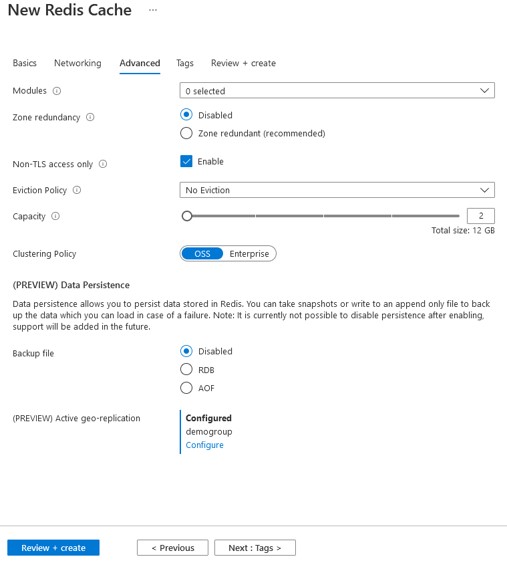 New Redis Cache ...
Basics Networking Advanced Tags Review + create
Modules 0 selected
Zone redundancy Disabled
Zone redundant (recommended)
Non-TLS access only Enable
Eviction Policy No Eviction
Capacity 2
Total size: 12 GB
Clustering Policy OSS Enterprise
(PREVIEW) Data Persistence
Data persistence allows you to persist data stored in Redis. You can take snapshots or write to an append only file to back
up the data which you can load in case of a failure. Note: It is currently not possible to disable persistence after enabling,
support will be added in the future.
Backup file Disabled
RDB
AOF
(PREVIEW) Active geo-replication Configured
demogroup
Configure
Review + create < Previous Next : Tags >